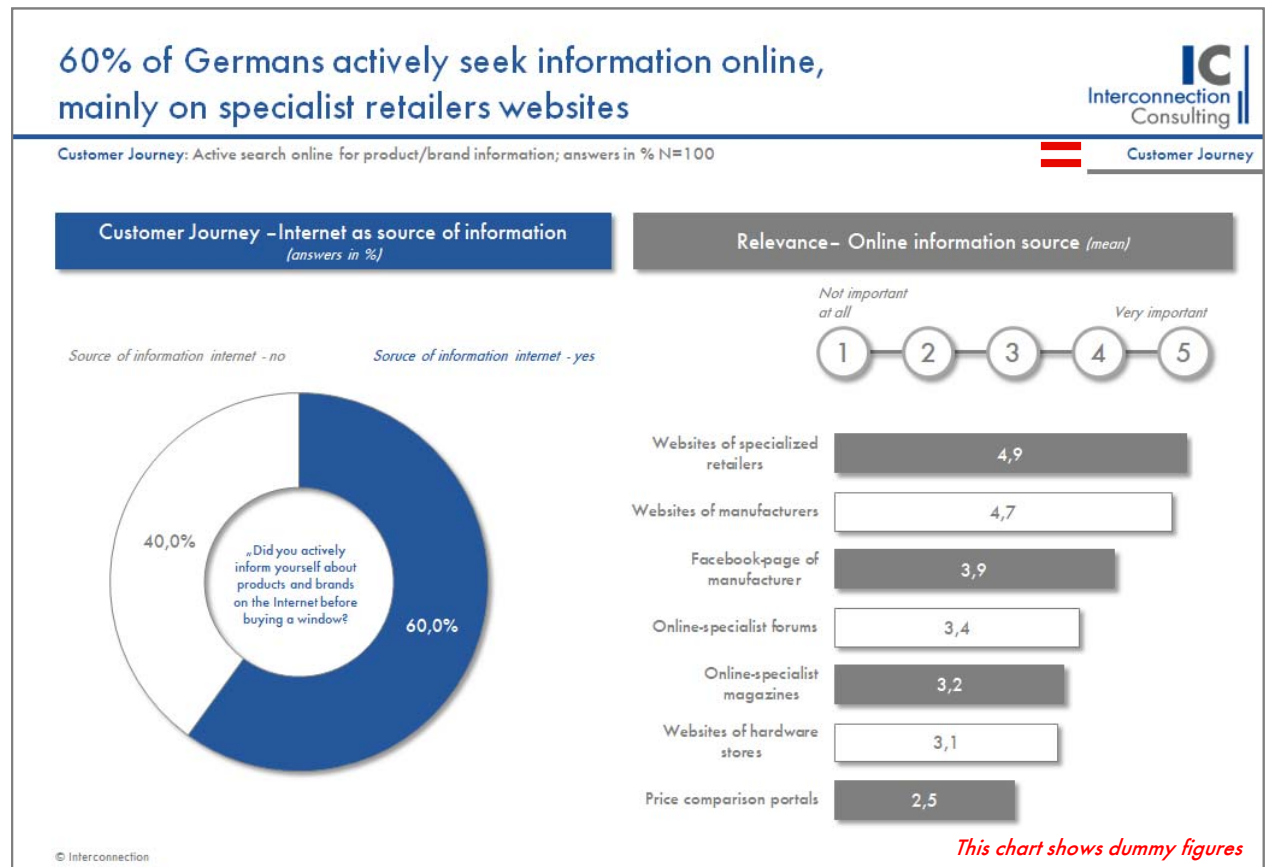 60% of Germans actively seek information online,
mainly on specialist retailers websites
IC
Interconnection
Consulting
Customer Journey: Active search online for product/brand information; answers in % N=100
Customer Journey
Customer Journey –Internet as source of information
(answers in %)
Source of information internet - no
Soruce of information internet - yes
40,0%
„Did you actively
inform yourself about
products and brands
on the Internet before
buying a window?
60,0%
Relevance– Online information source (mean)
Not important
at all
Very important
1
2
3
4
5
Websites of specialized
retailers
4,9
Websites of manufacturers
4,7
Facebook-page of
manufacturer
3,9
Online-specialist forums
3,4
Online-specialist
magazines
3,2
Websites of hardware
stores
3,1
Price comparison portals
2,5
© Interconnection
This chart shows dummy figures